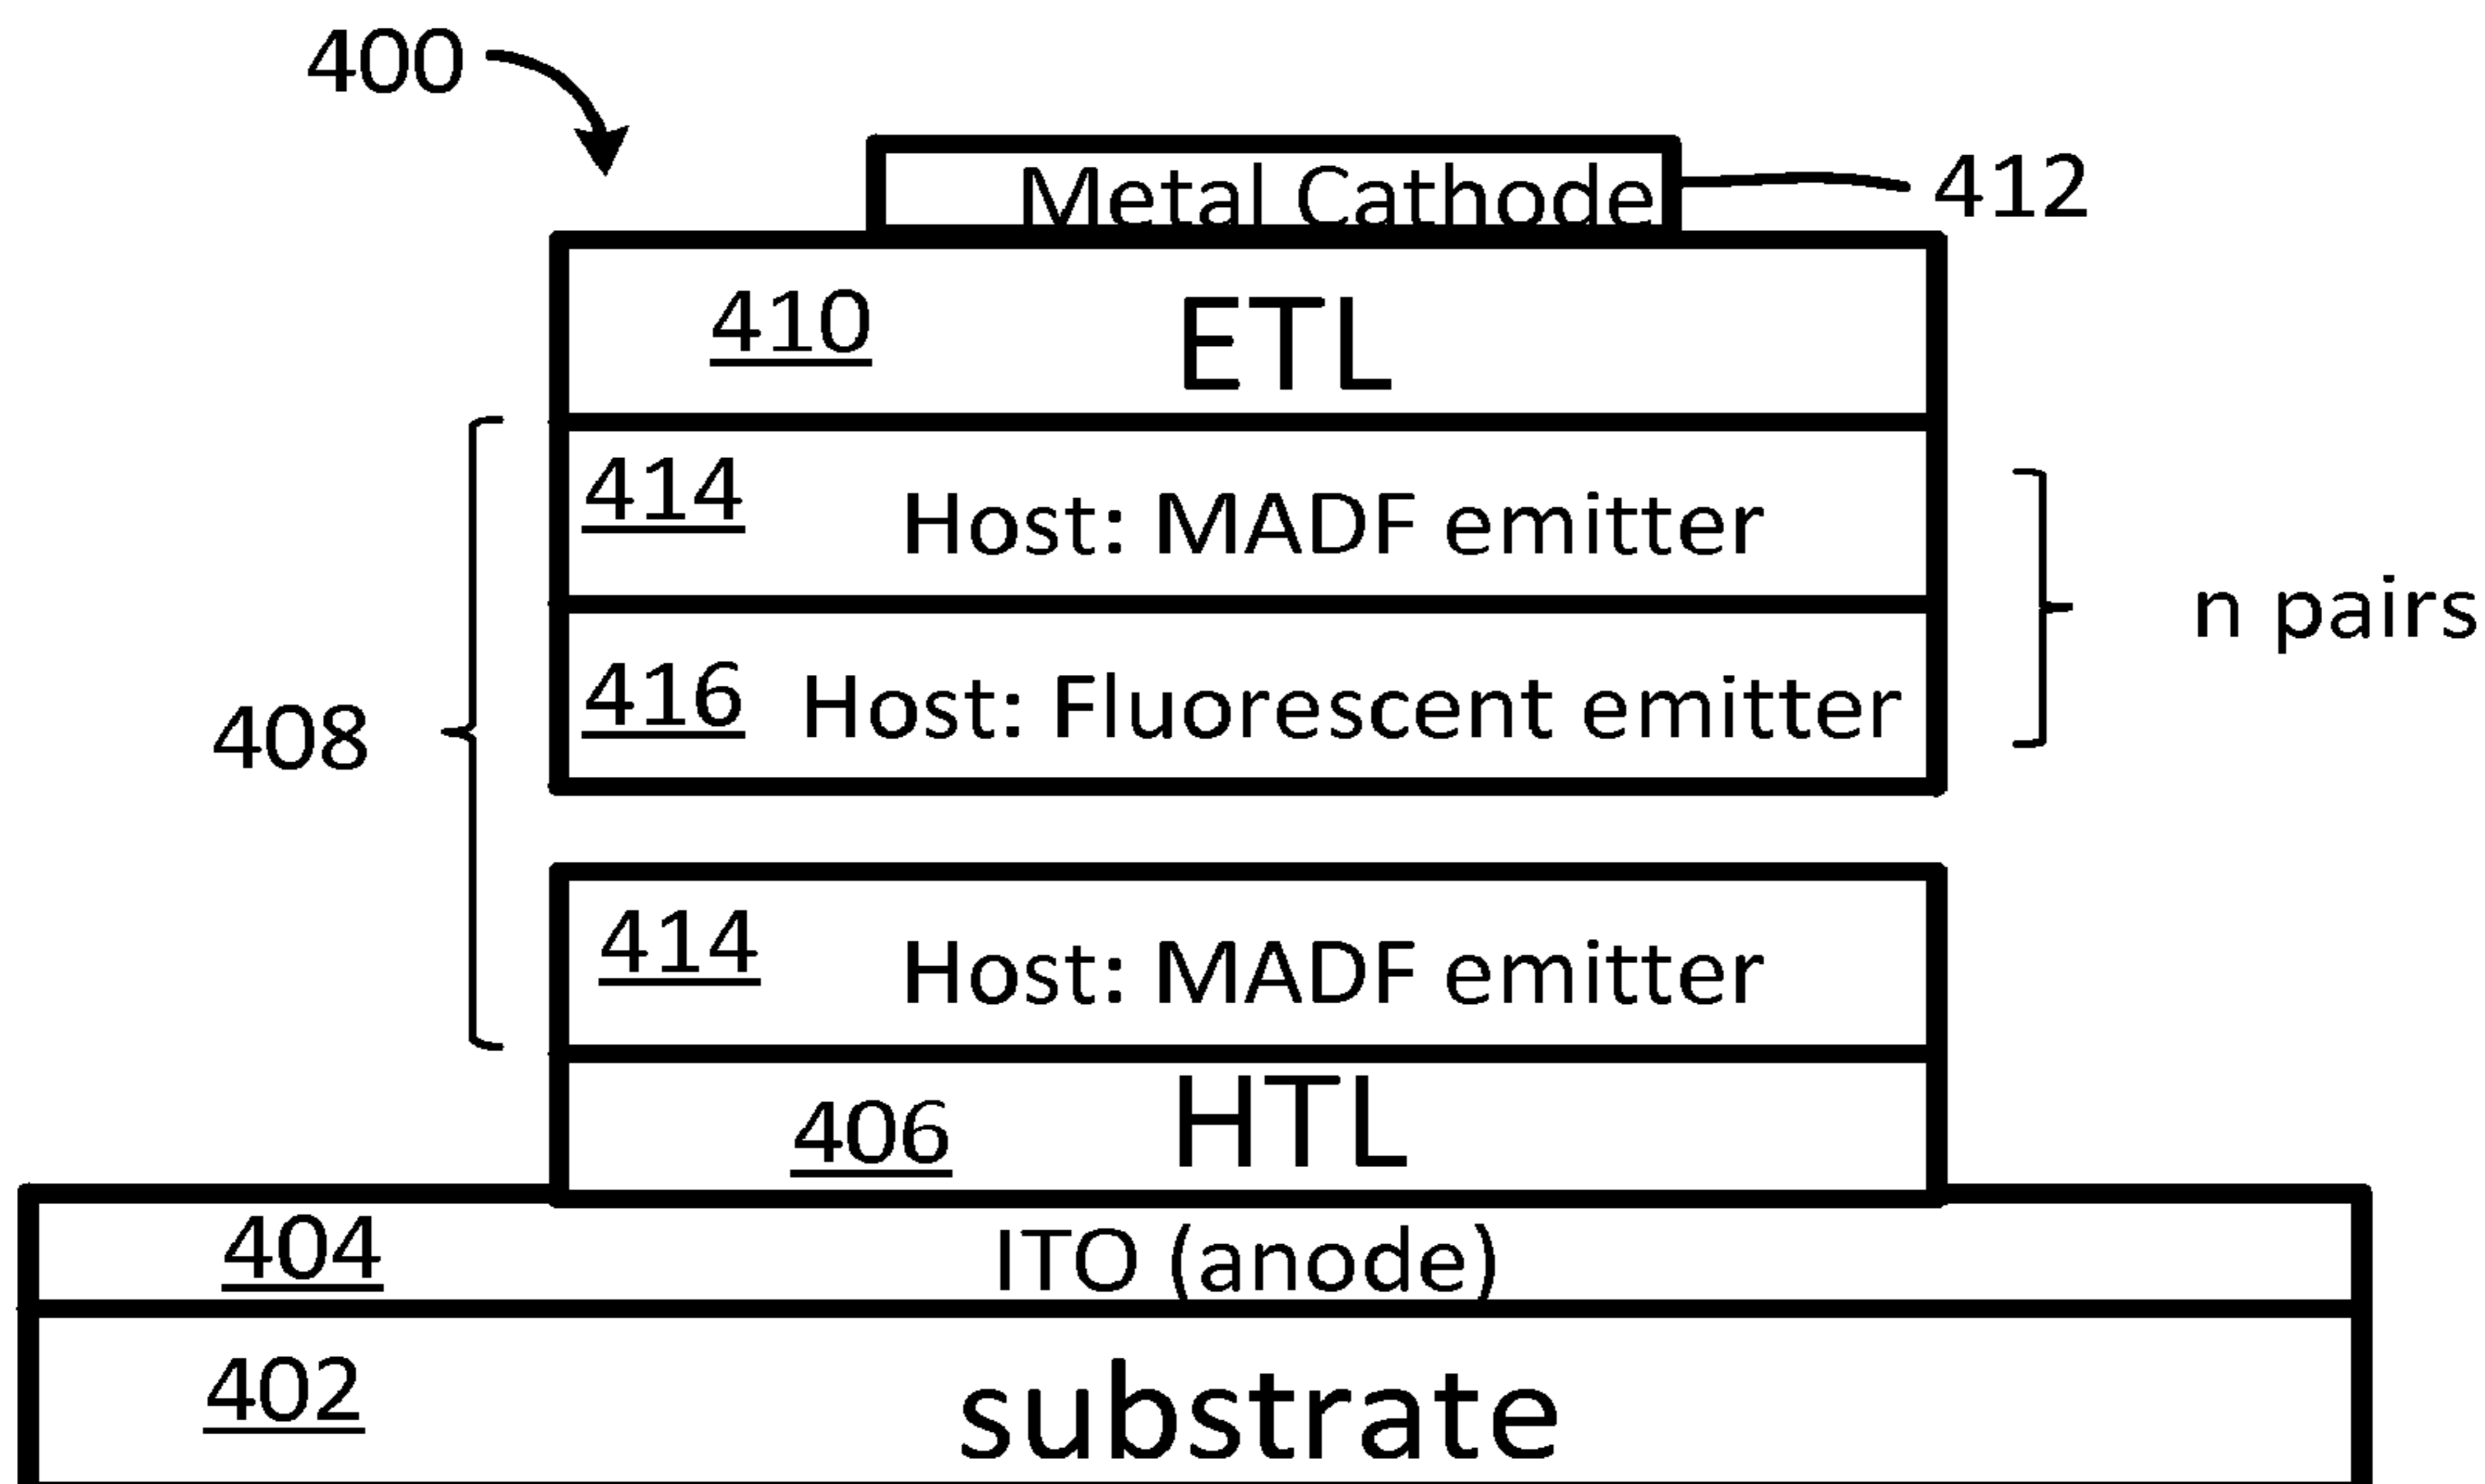 400
Metal Cathode 412
410 ETL
414 Host: MADF emitter
n pairs
416 Host: Fluorescent emitter
408
414 Host: MADF emitter
406 HTL
404 ITO (anode)
402 substrate